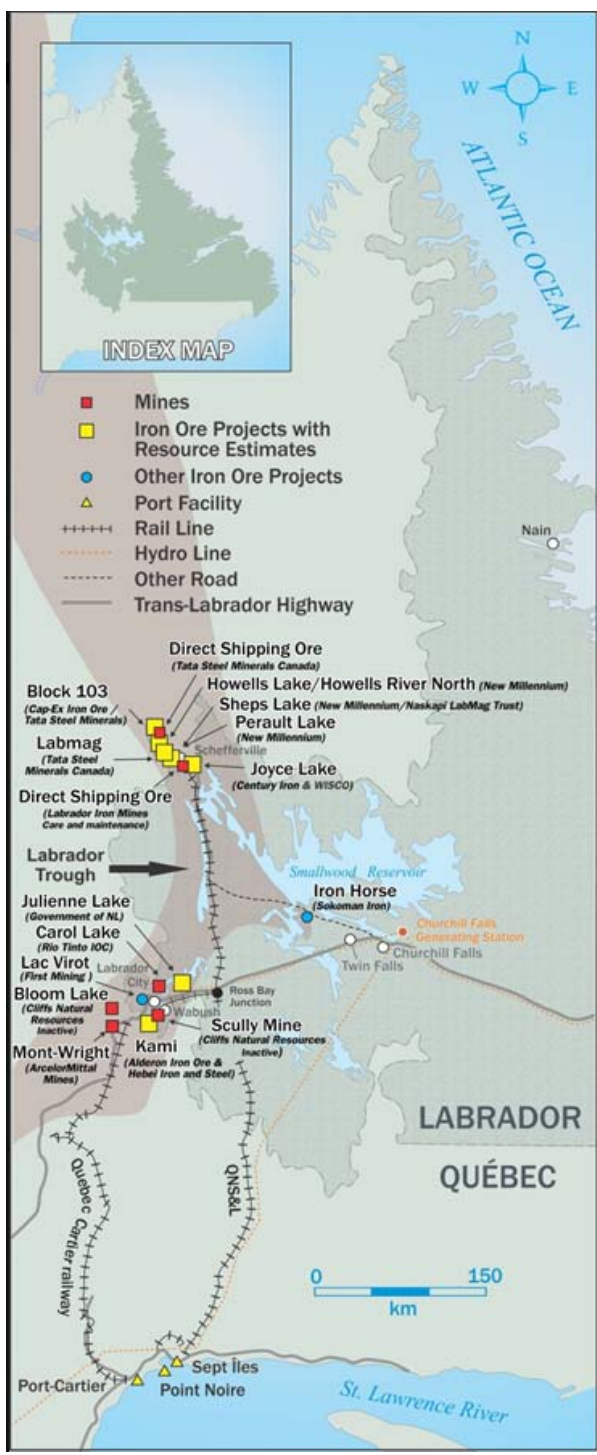 N
W E
S
ATLANTIC OCEAN
INDEX MAP
Mines
Iron Ore Projects with
Resource Estimates
Other Iron Ore Projects
Port Facility
Rail Line
Hydro Line
Other Road
Trans-Labrador Highway
Nain
Direct Shipping Ore
(Tata Steel Minerals Canada)
Block 103
(Cap-Ex Iron Ore /
Tata Steel Minerals)
Howells Lake/Howells River North (New Millennium)
Sheps Lake (New Millennium/Naskapi LabMag Trust)
Perault Lake
(New Millennium)
Schefferville
Labmag
(Tata Steel
Minerals Canada)
Joyce Lake
(Century Iron & WISCO)
Direct Shipping Ore
(Labrador Iron Mines
Care and maintenance)
Labrador
Trough
Smallwood Reservoir
Iron Horse
(Sokoman Iron)
Julienne Lake
(Government of NL)
Carol Lake
(Rio Tinto IOC)
Churchill Falls
Generating Station
Twin Falls
Churchill Falls
Lac Virot
(First Mining )
Labrador
City
Bloom Lake
(Cliffs Natural
Resources
Inactive)
Wabush
Ross Bay
Junction
Scully Mine
(Cliffs Natural Resources
Inactive)
Mont-Wright
(ArcelorMittal
Mines)
Kami
(Alderon Iron Ore &
Hebei Iron and Steel)
LABRADOR
QUÉBEC
Quebec Cartier railway
QNS&L
0 150
km
Sept Îles
Port-Cartier
Point Noire
St. Lawrence River